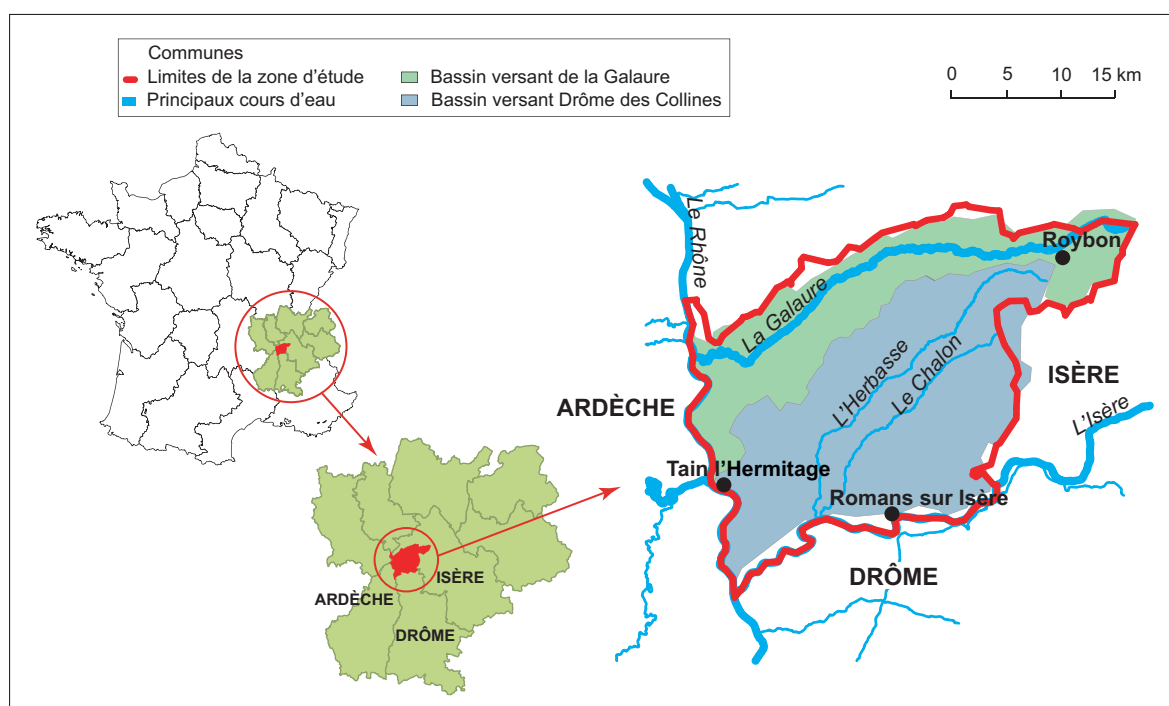 Communes
Limites de la zone d'étude
Principaux cours d'eau
Bassin versant de la Galaure
Bassin versant Drôme des Collines
0 5 10 15 km
Le Rhône
Roybon
La Galaure
L'Herbasse
Le Chalon
ISÈRE
ARDÈCHE
L'Isère
Tain l'Hermitage
Romans sur Isère
DRÔME
ISÈRE
ARDÈCHE
DRÔME